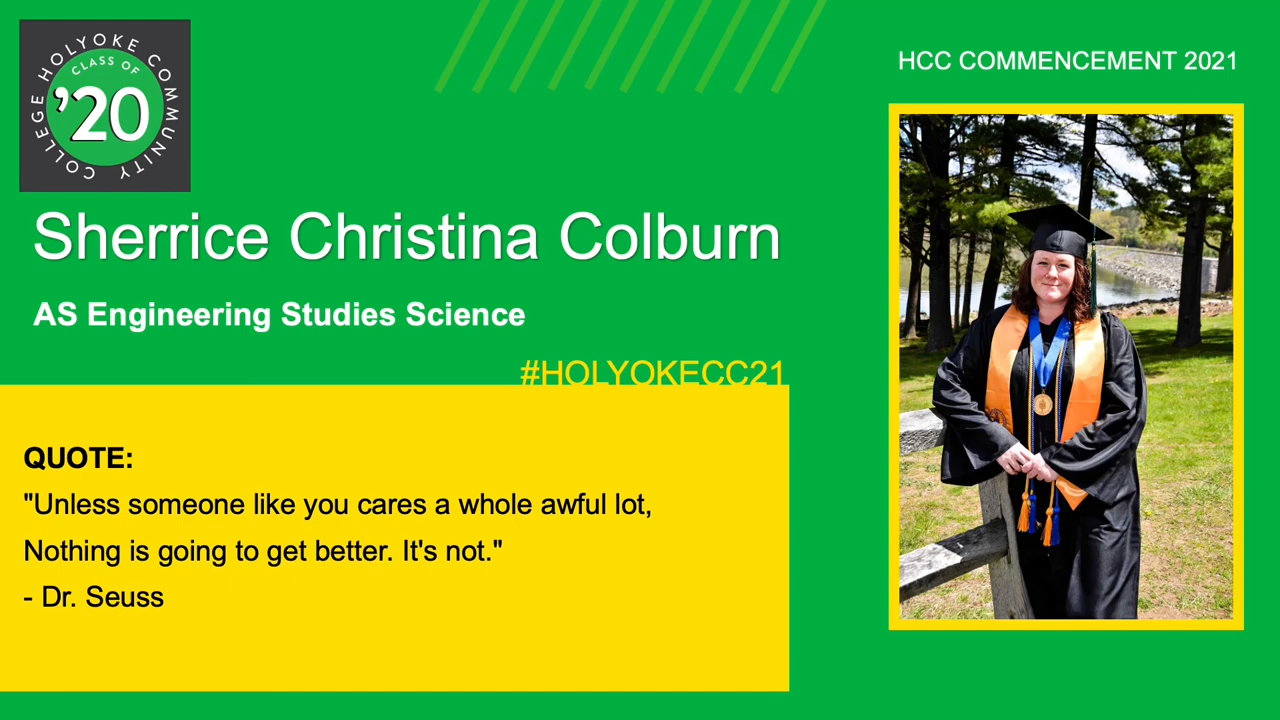 HOLYOKE COMMUNITY COLLEGE
CLASS OF
'20
HCC COMMENCEMENT 2021
Sherrice Christina Colburn
AS Engineering Studies Science
#HOLYOKECC21
QUOTE:
"Unless someone like you cares a whole awful lot,
Nothing is going to get better. It's not."
- Dr. Seuss